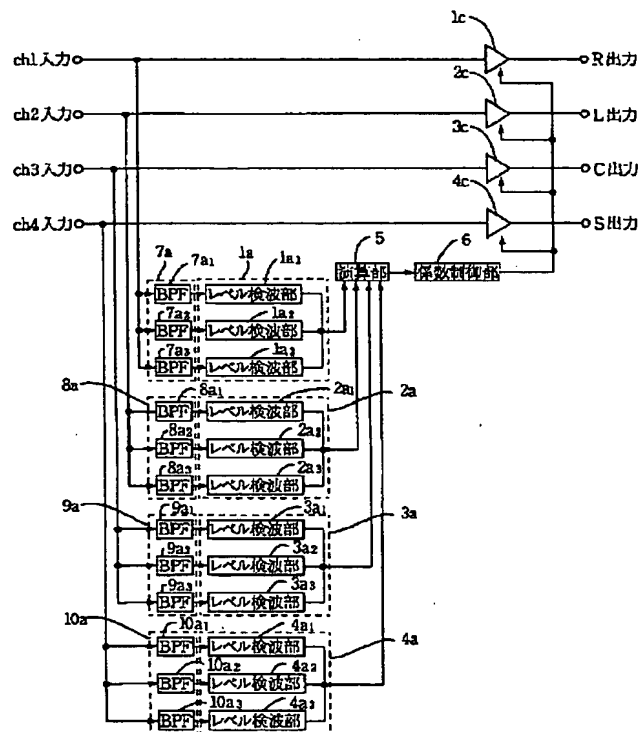 1c
ch1入力 R出力
2c
ch2入力 L出力
3c
ch3入力 C出力
4c
ch4入力 S出力
7a 7a1 1a 1a1 5 6
演算部 係数制御部
BPF レベル検波部
7a2 1a2
BPF レベル検波部
7a3 1a3
BPF レベル検波部
8a 8a1 2a1 2a
BPF レベル検波部
8a2 2a2
BPF レベル検波部
8a3 2a3
BPF レベル検波部
9a 9a1 3a1 3a
BPF レベル検波部
9a2 3a2
BPF レベル検波部
9a3 3a3
BPF レベル検波部
10a 10a1 4a1 4a
BPF レベル検波部
10a2 4a2
BPF レベル検波部
10a3 4a3
BPF レベル検波部